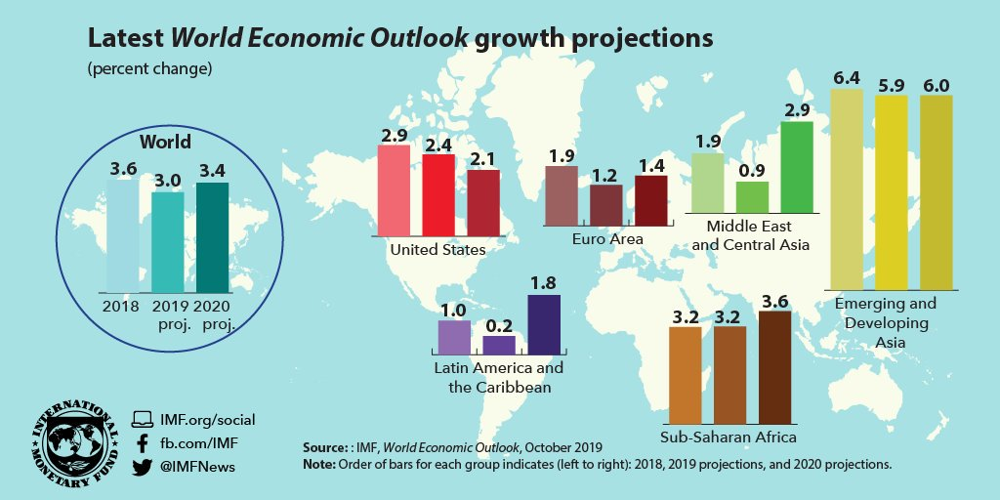 Latest World Economic Outlook growth projections
(percent change)
World
3.6
3.0
3.4
2018
2019
proj.
2020
proj.
2.9
2.4
2.1
United States
1.9
1.2
1.4
Euro Area
1.9
0.9
2.9
Middle East
and Central Asia
6.4
5.9
6.0
Emerging and
Developing
Asia
1.0
0.2
1.8
Latin America and
the Caribbean
3.2
3.2
3.6
Sub-Saharan Africa
INTERNATIONAL
MONETARY FUND
IMF.org/social
fb.com/IMF
@IMFNews
Source: : IMF, World Economic Outlook, October 2019
Note: Order of bars for each group indicates (left to right): 2018, 2019 projections, and 2020 projections.